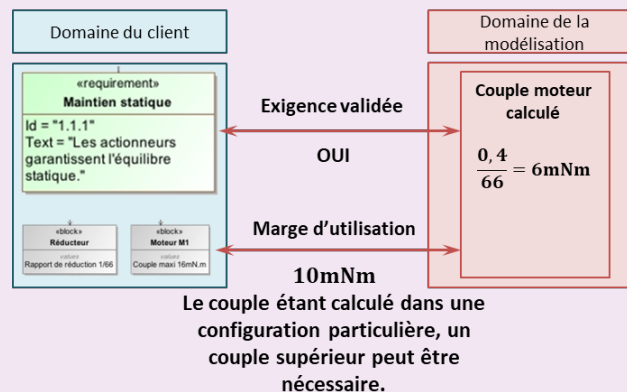 Domaine du client
Domaine de la
modélisation
«requirement»
Maintien statique
Id = "1.1.1"
Text = "Les actionneurs
garantissent l'équilibre
statique."
«block»
Réducteur
values
Rapport de réduction 1/66
«block»
Moteur M1
values
Couple maxi 16mN.m
Exigence validée
OUI
Marge d'utilisation
10mNm
Le couple étant calculé dans une
configuration particulière, un
couple supérieur peut être
nécessaire.
Couple moteur
calculé
0, 4
66
= 6mNm